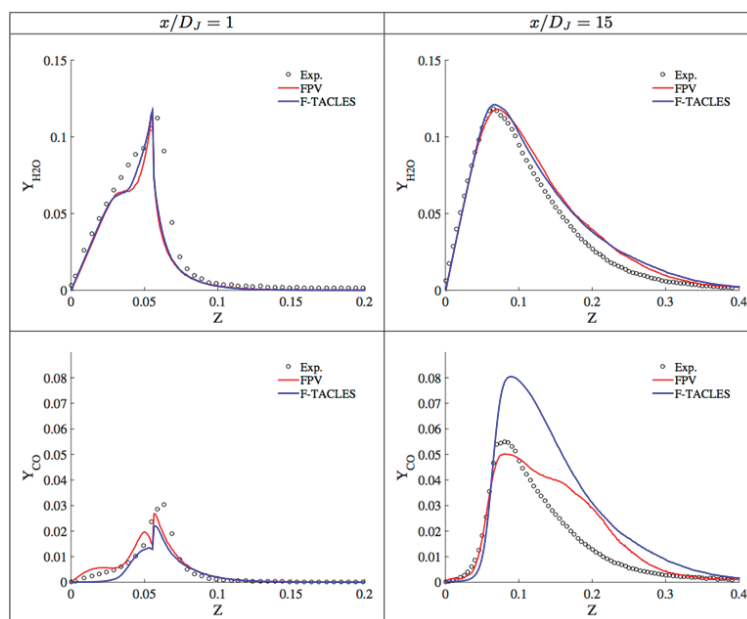 x/D_J = 1
x/D_J = 15
0.15
0.1
0.05
0
Y_H2O
Exp.
FPV
F-TACLES
0
0.05
0.1
0.15
0.2
Z
0.15
0.1
0.05
0
Y_H2O
Exp.
FPV
F-TACLES
0
0.1
0.2
0.3
0.4
Z
0.08
0.07
0.06
0.05
0.04
0.03
0.02
0.01
0
Y_CO
Exp.
FPV
F-TACLES
0
0.05
0.1
0.15
0.2
Z
0.08
0.07
0.06
0.05
0.04
0.03
0.02
0.01
0
Y_CO
Exp.
FPV
F-TACLES
0
0.1
0.2
0.3
0.4
Z